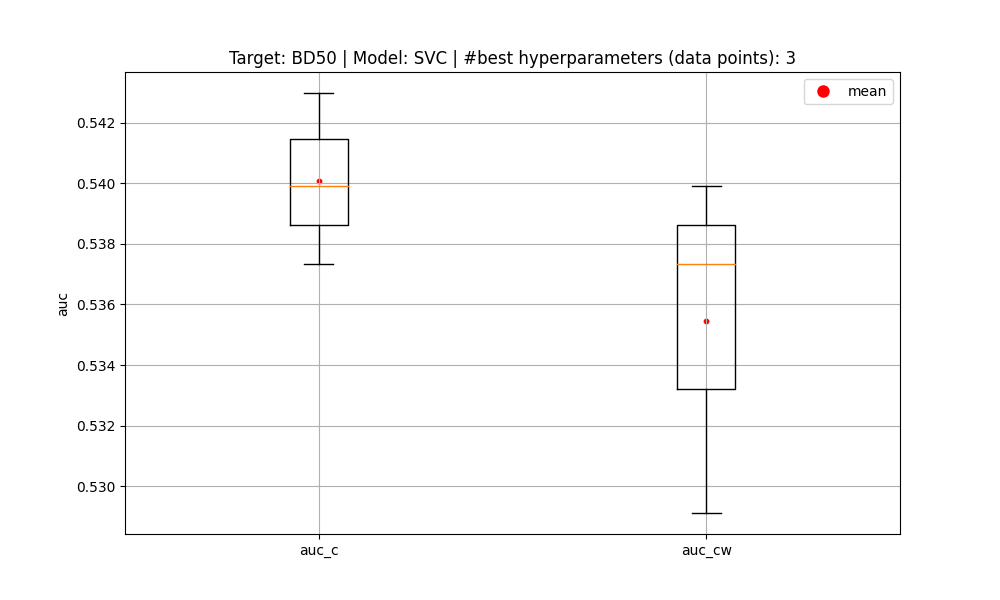 Target: BD50 | Model: SVC | #best hyperparameters (data points): 3
mean
0.542
0.540
0.538
0.536
0.534
0.532
0.530
auc
auc_c
auc_cw